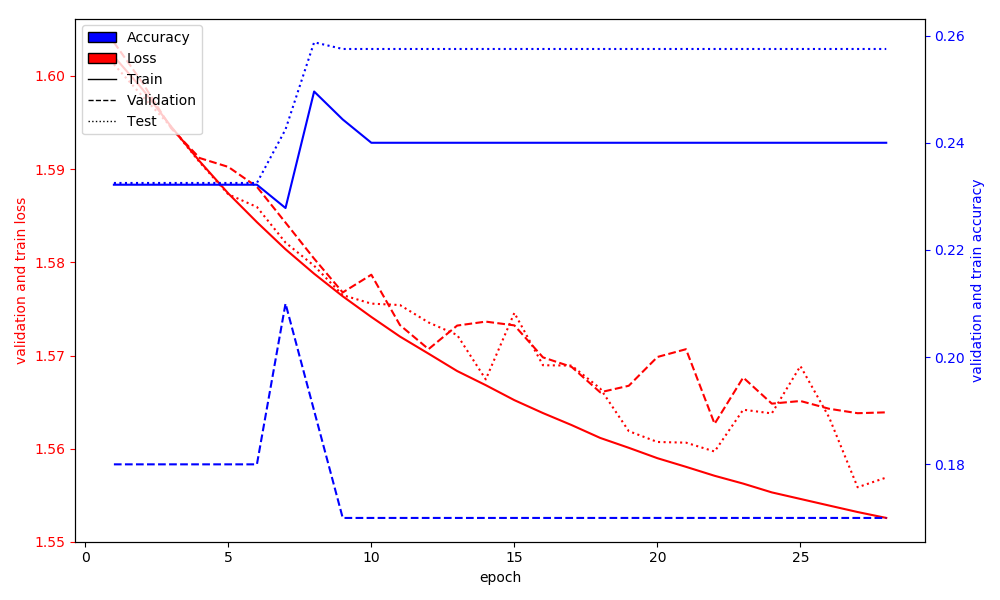 Accuracy
Loss
Train
Validation
Test
validation and train loss
1.60
1.59
1.58
1.57
1.56
1.55
0.26
0.24
0.22
0.20
0.18
validation and train accuracy
0
5
10
15
20
25
epoch